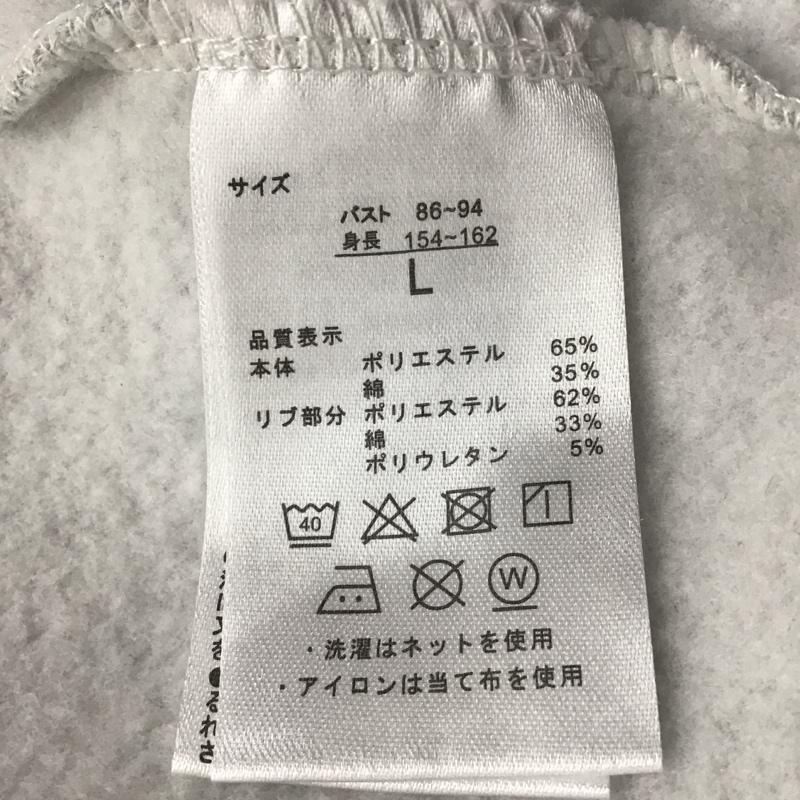 サイズ
バスト 86~94
身長 154~162
L
品質表示
本体 ポリエステル 65%
綿 35%
リブ部分 ポリエステル 62%
綿 33%
ポリウレタン 5%
40
W
・洗濯はネットを使用
・アイロンは当て布を使用